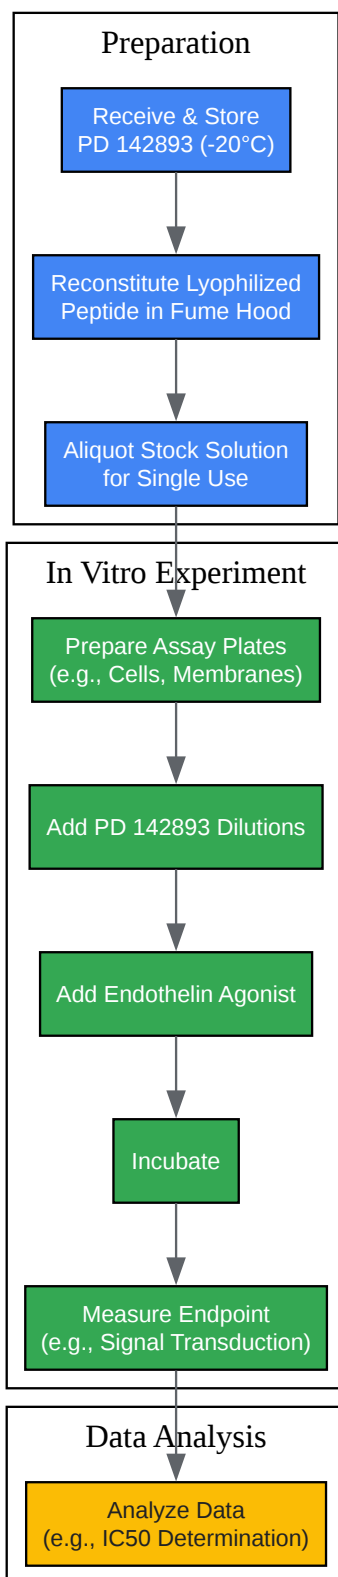 Preparation
Receive & Store
PD 142893 (-20°C)
Reconstitute Lyophilized
Peptide in Fume Hood
Aliquot Stock Solution
for Single Use
In Vitro Experiment
Prepare Assay Plates
(e.g., Cells, Membranes)
Add PD 142893 Dilutions
Add Endothelin Agonist
Incubate
Measure Endpoint
(e.g., Signal Transduction)
Data Analysis
Analyze Data
(e.g., IC50 Determination)